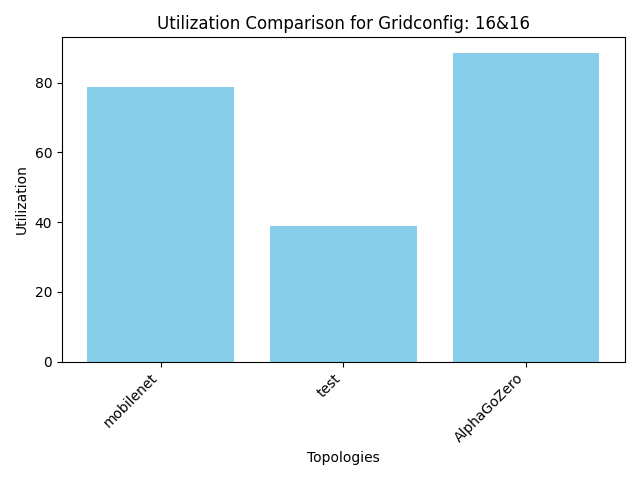 Utilization Comparison for Gridconfig: 16&16
Utilization
80
60
40
20
0
mobilenet
test
AlphaGoZero
Topologies